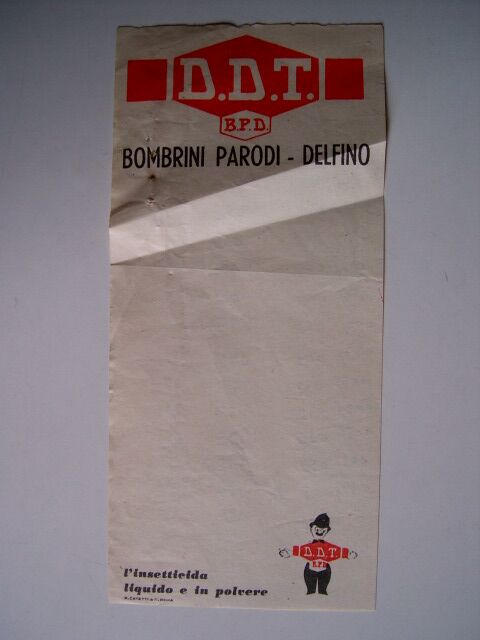 D.D.T.
B.P.D.
BOMBRINI PARODI - DELFINO
D.D.T.
B.P.D.
l'insetticida
liquido e in polvere